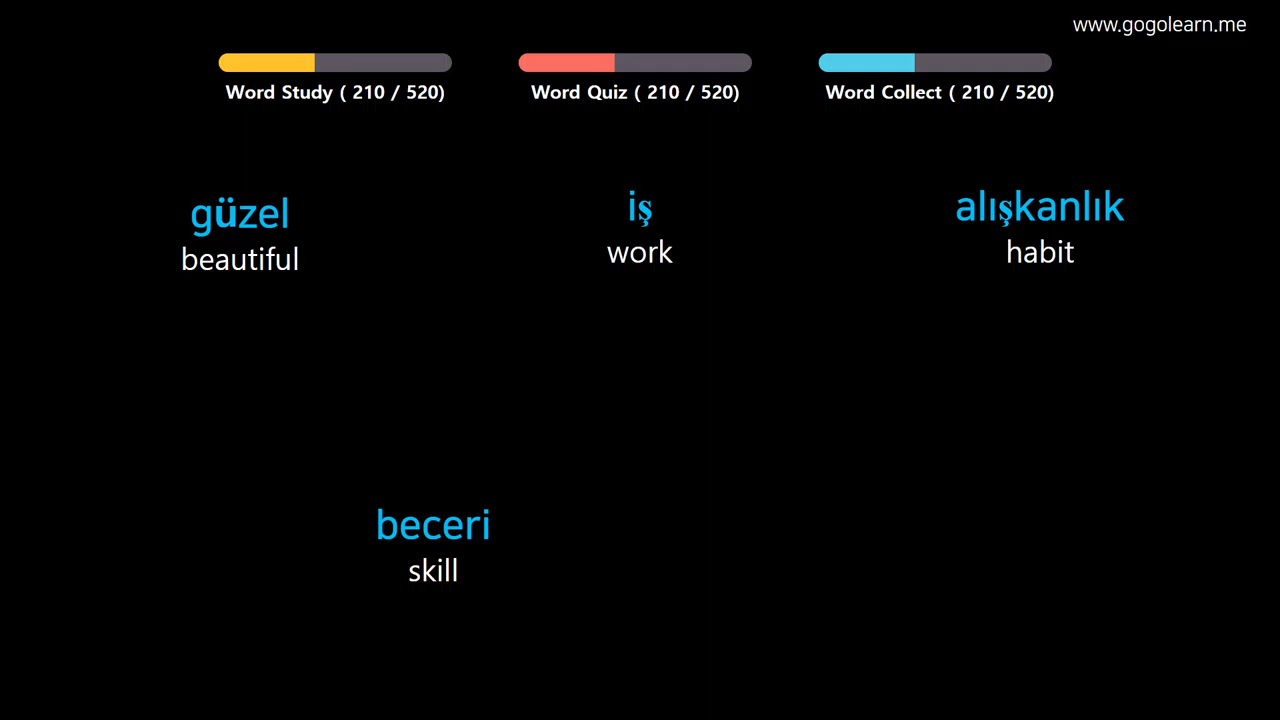 www.gogolearn.me
Word Study ( 210 / 520)
Word Quiz ( 210 / 520)
Word Collect ( 210 / 520)
güzel
beautiful
iş
work
alışkanlık
habit
beceri
skill